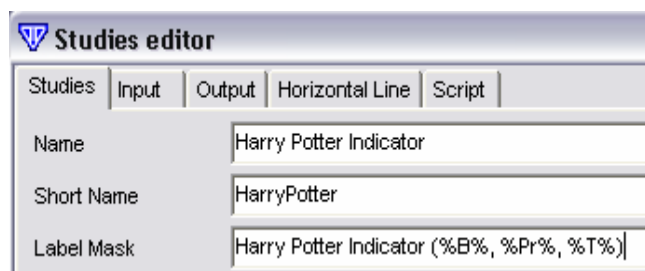 Studies editor
Studies Input Output Horizontal Line Script
Name Harry Potter Indicator
Short Name HarryPotter
Label Mask Harry Potter Indicator (%B%, %Pr%, %T%)